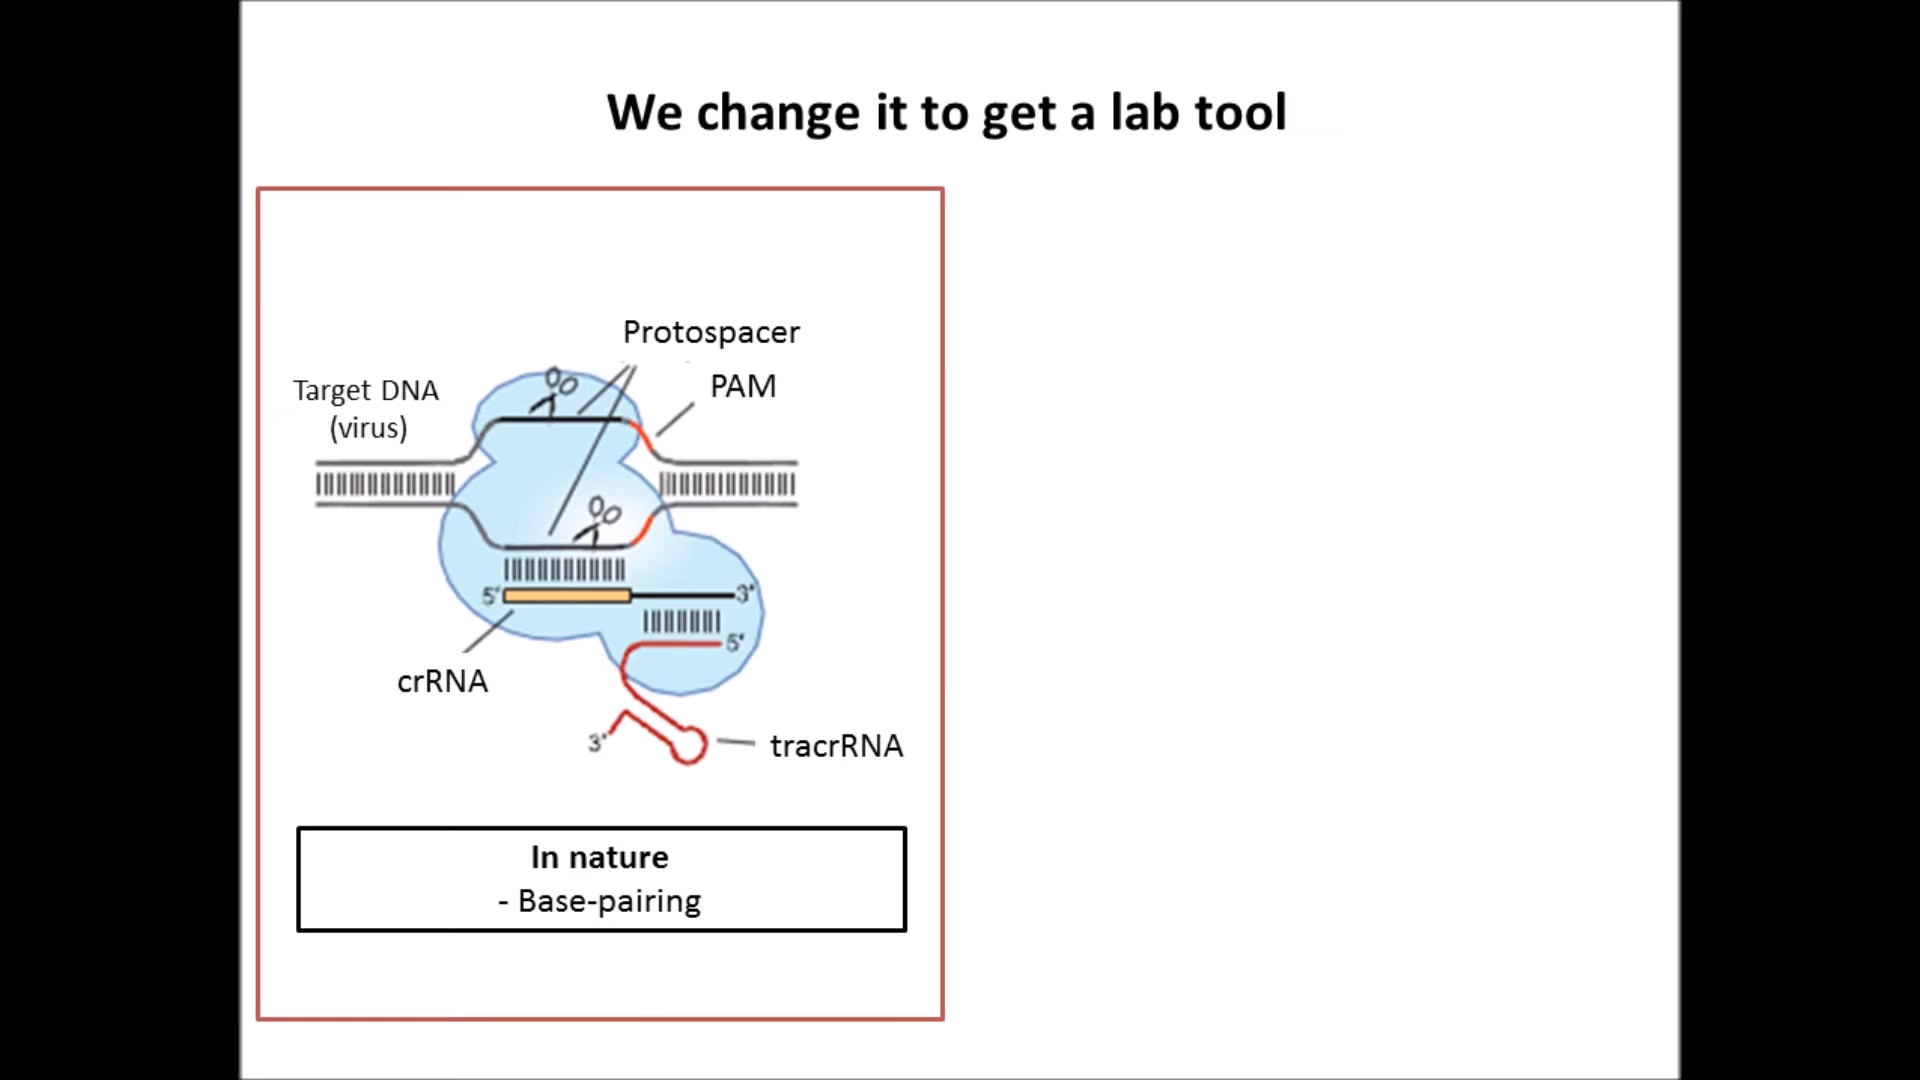 We change it to get a lab tool
Protospacer
PAM
Target DNA
(virus)
5'
3'
5'
crRNA
3'
tracrRNA
In nature
- Base-pairing